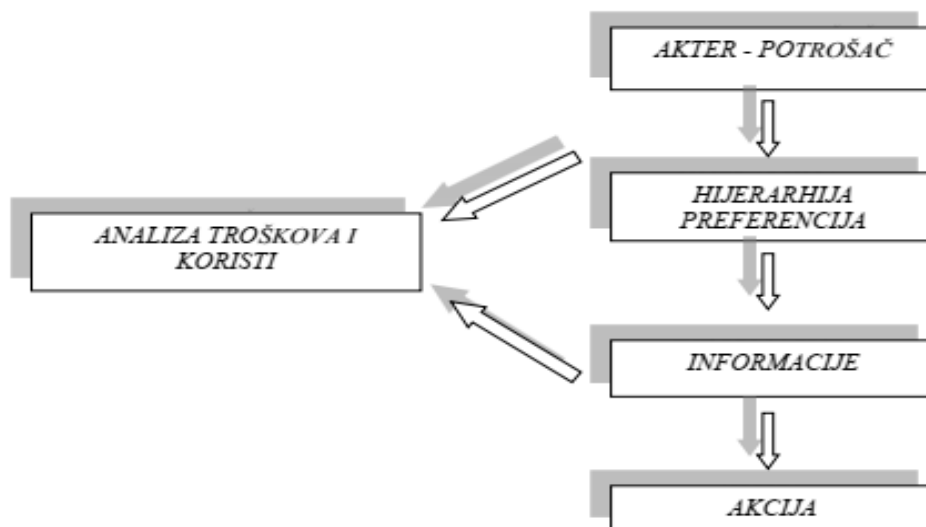 AKTER - POTROŠAČ
HIJERARHIJA
PREFERENCIJA
ANALIZA TROŠKOVA I
KORISTI
INFORMACIJE
AKCIJA